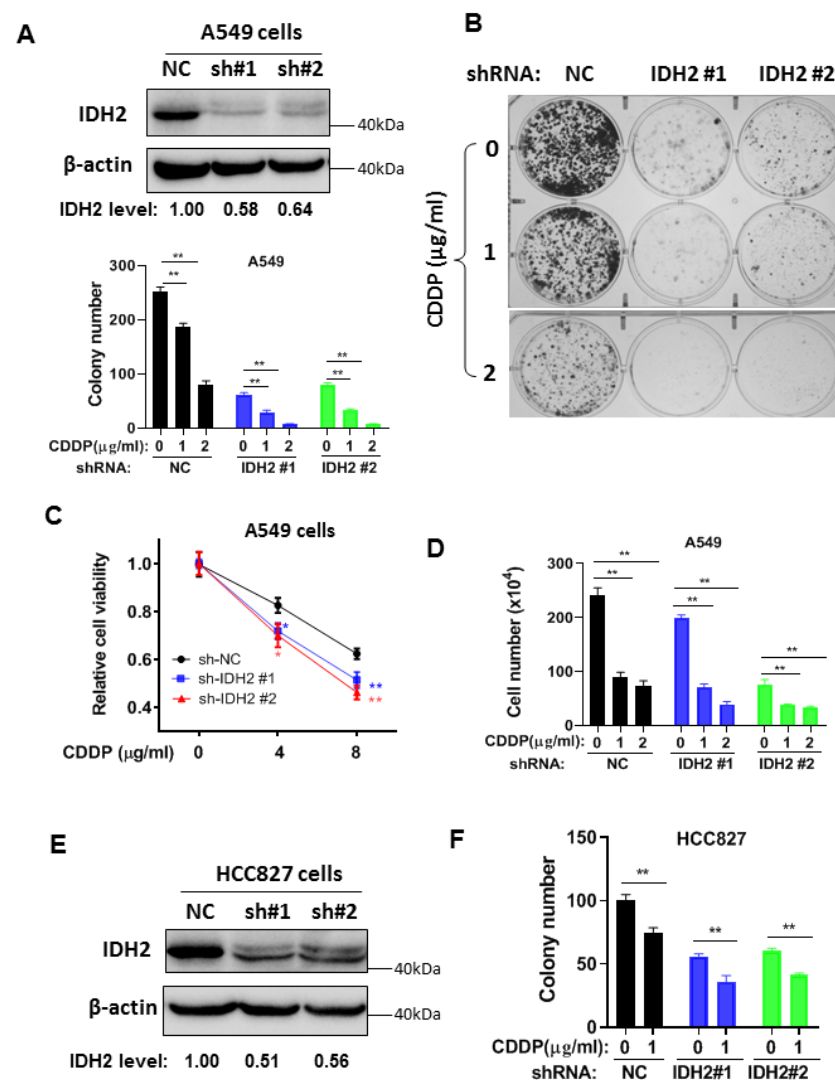 A
A549 cells
NC sh#1 sh#2
IDH2
40kDa
β-actin
40kDa
IDH2 level: 1.00 0.58 0.64
A549
**
**
**
**
**
**
Colony number
300
200
100
0
CDDP(μg/ml): 0 1 2 0 1 2 0 1 2
shRNA: NC IDH2 #1 IDH2 #2
B
shRNA: NC IDH2 #1 IDH2 #2
CDDP (μg/ml)
0
1
2
C
A549 cells
Relative cell viability
1.0
0.8
0.6
0.4
sh-NC
sh-IDH2 #1
sh-IDH2 #2
*
*
**
**
CDDP (μg/ml) 0 4 8
D
A549
**
**
**
**
**
**
Cell number (x10⁴)
300
200
100
0
CDDP(μg/ml): 0 1 2 0 1 2 0 1 2
shRNA: NC IDH2 #1 IDH2 #2
E
HCC827 cells
NC sh#1 sh#2
IDH2
40kDa
β-actin
40kDa
IDH2 level: 1.00 0.51 0.56
F
HCC827
**
**
**
Colony number
150
100
50
0
CDDP(μg/ml): 0 1 0 1 0 1
shRNA: NC IDH2#1 IDH2#2